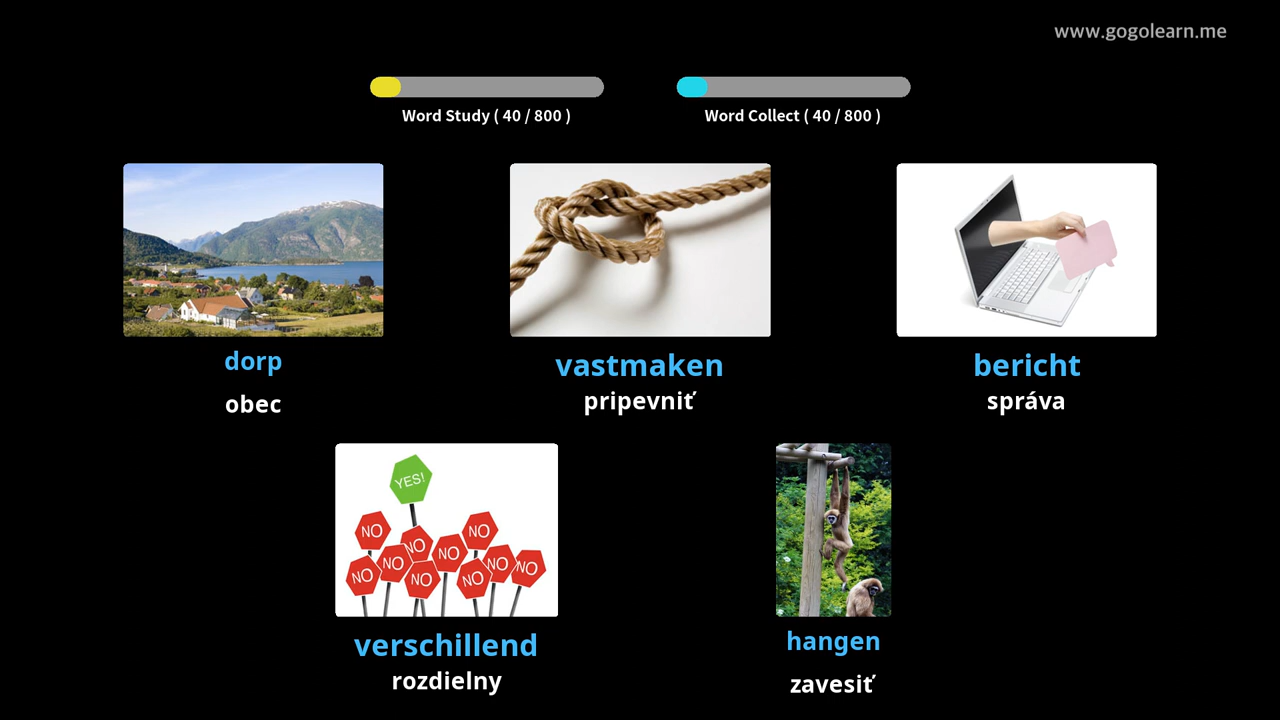 www.gogolearn.me
Word Study ( 40 / 800 )
Word Collect ( 40 / 800 )
dorp
obec
vastmaken
pripevniť
bericht
správa
YES!
NO
NO
NO
NO
NO
NO
NO
NO
NO
NO
verschillend
rozdielny
hangen
zavesiť